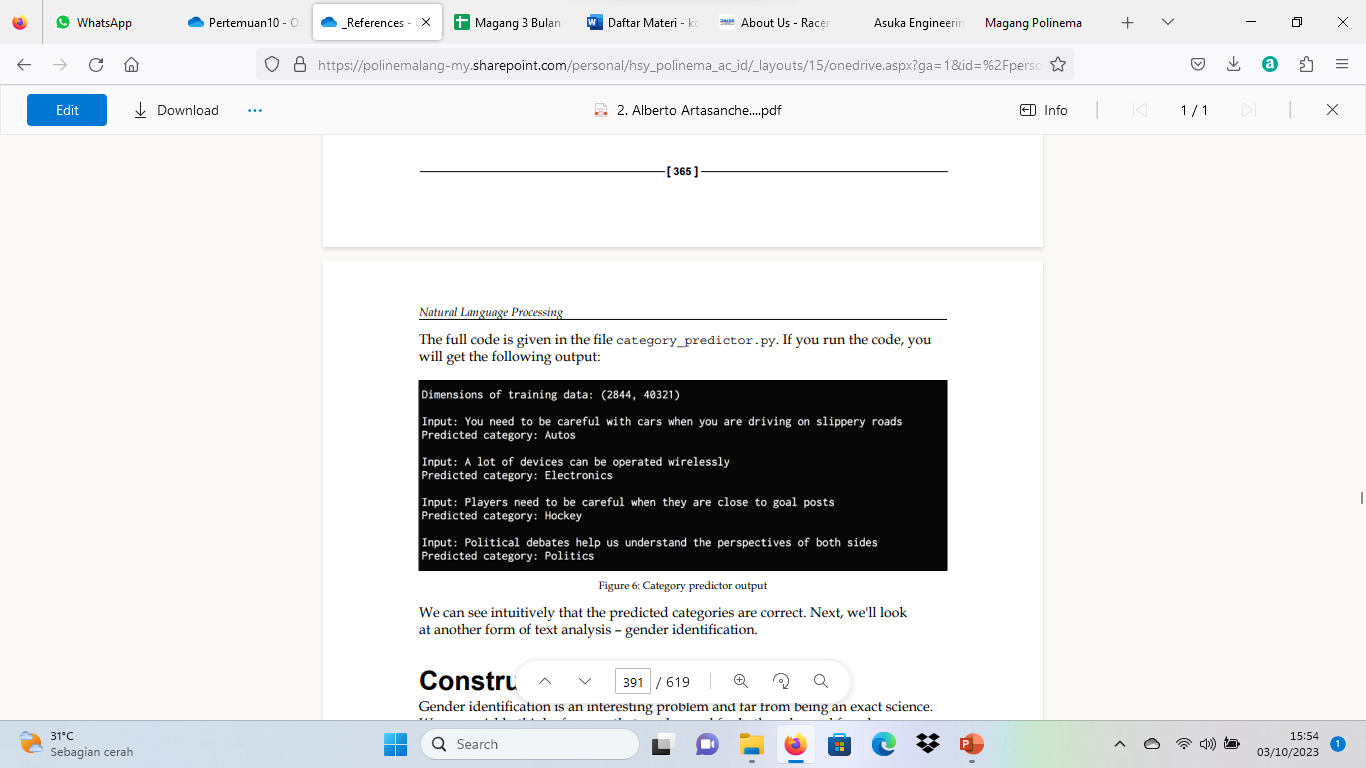 WhatsApp
Pertemuan10 - O
_References -
Magang 3 Bulan
Daftar Materi - k
About Us - Racer
Asuka Engineerin
Magang Polinema
https://polinemalang-my.sharepoint.com/personal/hsy_polinema_ac_id/_layouts/15/onedrive.aspx?ga=1&id=%2Fperso
Edit
Download
2. Alberto Artasanche....pdf
Info
1 / 1
[ 365 ]
Natural Language Processing
The full code is given in the file category_predictor.py. If you run the code, you
will get the following output:
Dimensions of training data: (2844, 40321)
Input: You need to be careful with cars when you are driving on slippery roads
Predicted category: Autos
Input: A lot of devices can be operated wirelessly
Predicted category: Electronics
Input: Players need to be careful when they are close to goal posts
Predicted category: Hockey
Input: Political debates help us understand the perspectives of both sides
Predicted category: Politics
Figure 6: Category predictor output
We can see intuitively that the predicted categories are correct. Next, we'll look
at another form of text analysis – gender identification.
Constru
391 / 619
Gender identification is an interesting problem and far from being an exact science.
31°C
Sebagian cerah
Search
15:54
03/10/2023
1